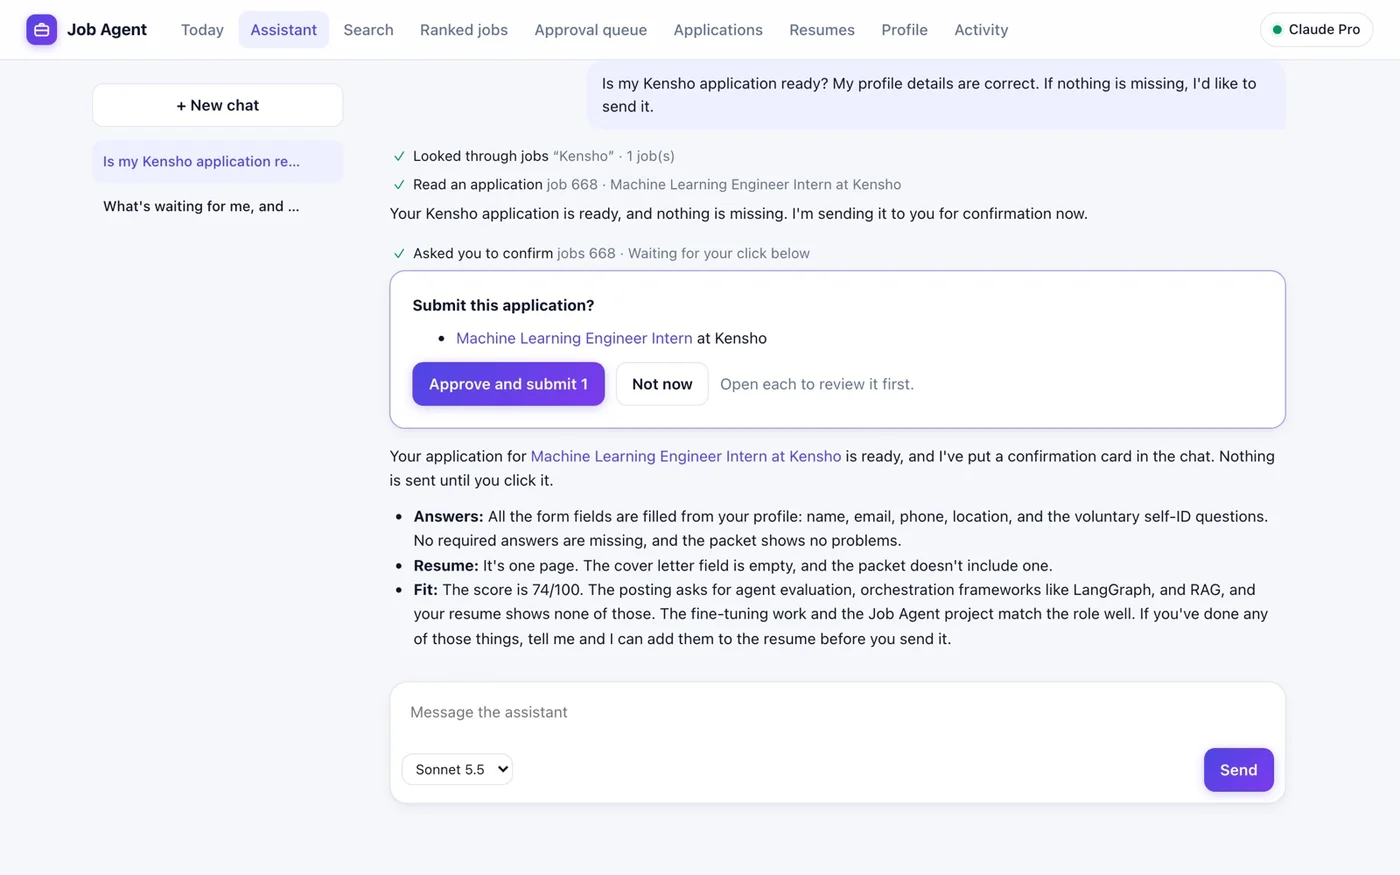 Job Agent
Today
Assistant
Search
Ranked jobs
Approval queue
Applications
Resumes
Profile
Activity
Claude Pro
+ New chat
Is my Kensho application re...
What's waiting for me, and ...
Is my Kensho application ready? My profile details are correct. If nothing is missing, I'd like to
send it.
✓ Looked through jobs “Kensho” · 1 job(s)
✓ Read an application job 668 · Machine Learning Engineer Intern at Kensho
Your Kensho application is ready, and nothing is missing. I'm sending it to you for confirmation now.
✓ Asked you to confirm jobs 668 · Waiting for your click below
Submit this application?
• Machine Learning Engineer Intern at Kensho
Approve and submit 1
Not now
Open each to review it first.
Your application for Machine Learning Engineer Intern at Kensho is ready, and I've put a confirmation card in the chat. Nothing
is sent until you click it.
• Answers: All the form fields are filled from your profile: name, email, phone, location, and the voluntary self-ID questions.
No required answers are missing, and the packet shows no problems.
• Resume: It's one page. The cover letter field is empty, and the packet doesn't include one.
• Fit: The score is 74/100. The posting asks for agent evaluation, orchestration frameworks like LangGraph, and RAG, and
your resume shows none of those. The fine-tuning work and the Job Agent project match the role well. If you've done any
of those things, tell me and I can add them to the resume before you send it.
Message the assistant
Sonnet 5.5
Send